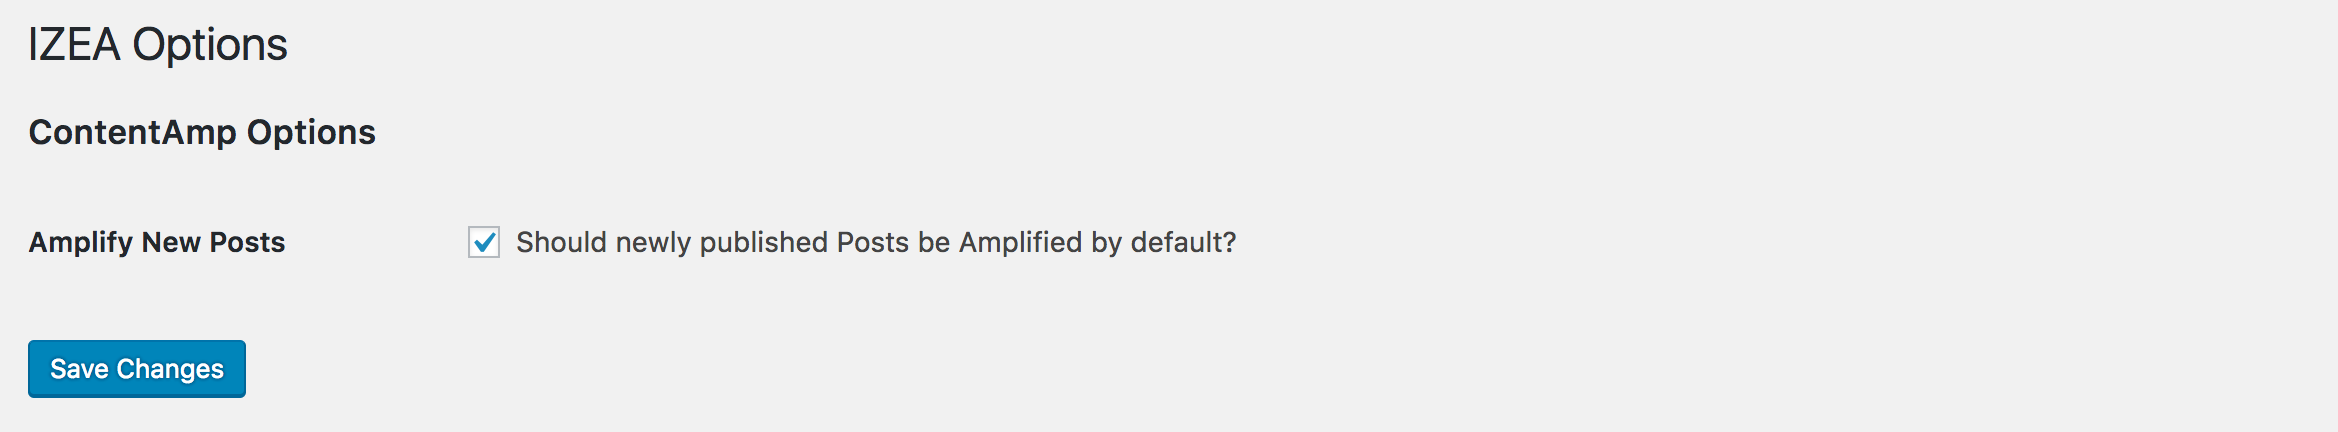 IZEA Options
ContentAmp Options
Amplify New Posts
Should newly published Posts be Amplified by default?
Save Changes